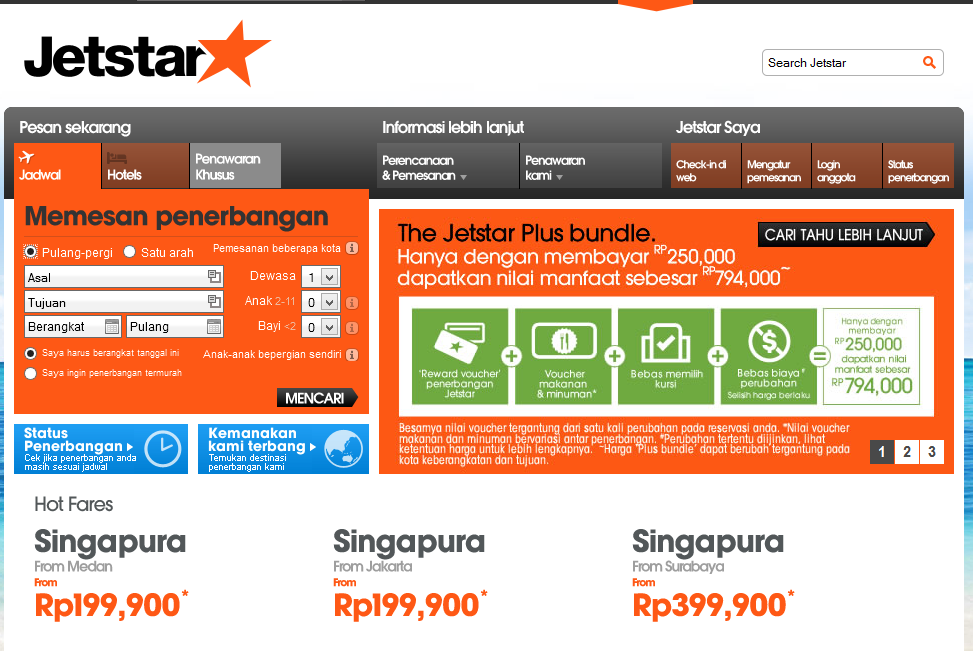 Jetstar
Search Jetstar
Pesan sekarang
Informasi lebih lanjut
Jetstar Saya
Jadwal
Hotels
Penawaran
Khusus
Perencanaan
& Pemesanan
Penawaran
kami
Check-in di
web
Mengatur
pemesanan
Login
anggota
Status
penerbangan
Memesan penerbangan
Pulang-pergi
Satu arah
Pemesanan beberapa kota
Asal
Dewasa
1
Tujuan
Anak 2-11
0
Berangkat
Pulang
Bayi <2
0
Saya harus berangkat tanggal ini
Anak-anak bepergian sendiri
Saya ingin penerbangan termurah
MENCARI
The Jetstar Plus bundle.
CARI TAHU LEBIH LANJUT
Hanya dengan membayar RP250,000
dapatkan nilai manfaat sebesar RP794,000~
'Reward voucher'
penerbangan
Jetstar
Voucher
makanan
& minuman*
Bebas memilih
kursi
Bebas biaya#
perubahan
Selisih harga berlaku
Hanya dengan
membayar
RP250,000
dapatkan nilai
manfaat sebesar
RP794,000
Besarnya nilai voucher tergantung dari satu kali perubahan pada reservasi anda. *Nilai voucher
makanan dan minuman bervariasi antar penerbangan. #Perubahan tertentu diijinkan, lihat
ketentuan harga untuk lebih lengkapnya. ~Harga "Plus bundle" dapat berubah tergantung pada
kota keberangkatan dan tujuan.
1
2
3
Status
Penerbangan
Cek jika penerbangan anda
masih sesuai jadual
Kemanakan
kami terbang
Temukan destinasi
penerbangan kami
Hot Fares
Singapura
From Medan
From
Rp199,900*
Singapura
From Jakarta
From
Rp199,900*
Singapura
From Surabaya
From
Rp399,900*